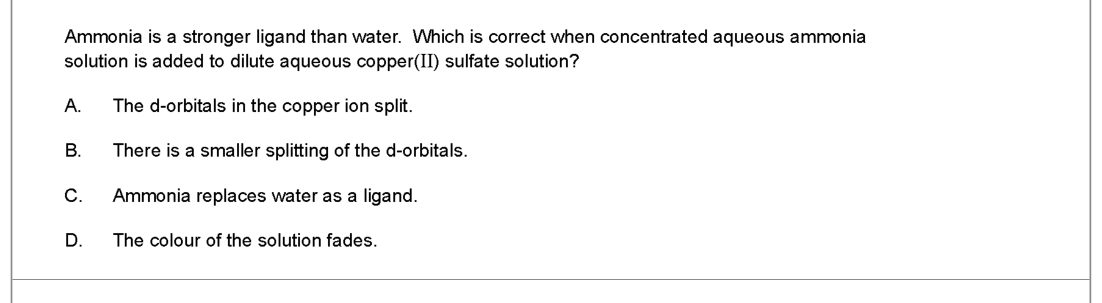 Ammonia is a stronger ligand than water. Which is correct when concentrated aqueous ammonia
solution is added to dilute aqueous copper(II) sulfate solution?
A. The d-orbitals in the copper ion split.
B. There is a smaller splitting of the d-orbitals.
C. Ammonia replaces water as a ligand.
D. The colour of the solution fades.